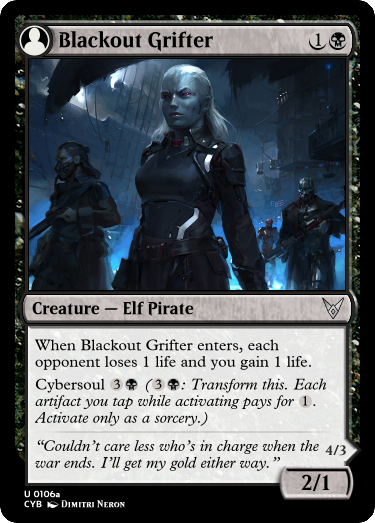 Blackout Grifter 1
Creature — Elf Pirate
When Blackout Grifter enters, each
opponent loses 1 life and you gain 1 life.
Cybersoul 3 (3: Transform this. Each
artifact you tap while activating pays for 1.
Activate only as a sorcery.)
“Couldn’t care less who’s in charge when the
war ends. I’ll get my gold either way.”
4/3
2/1
U 0106a
CYB Dimitri Neron